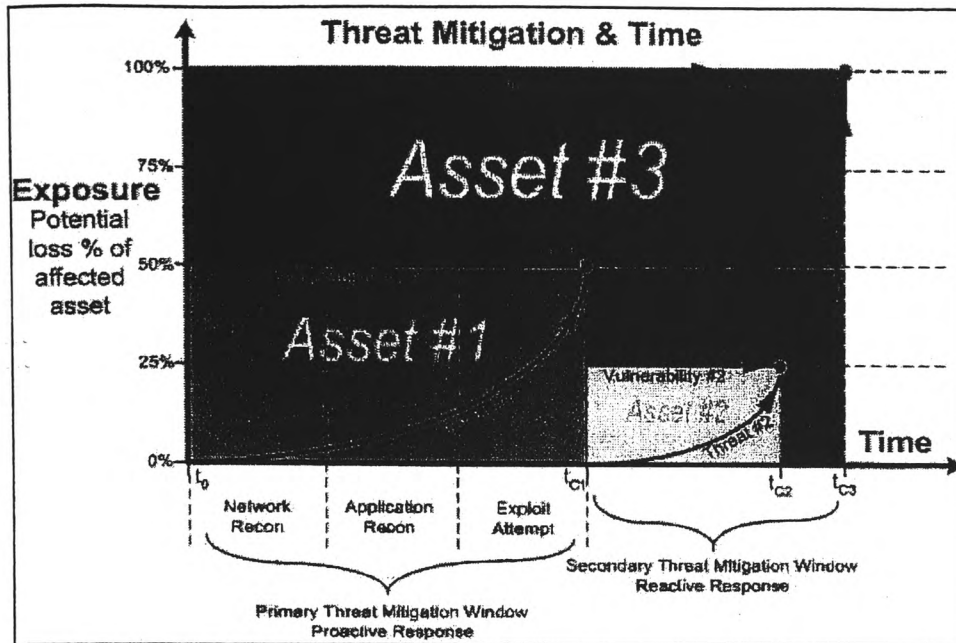 Threat Mitigation & Time
100%
Asset #3
75%
Exposure
Potential
loss % of
affected
asset
50%
Asset #1
25%
Vulnerability #2
Asset #2
Threat #2
Time
0%
t0
tC1
tC2
tC3
Network
Recon
Application
Recon
Exploit
Attempt
Secondary Threat Mitigation Window
Reactive Response
Primary Threat Mitigation Window
Proactive Response